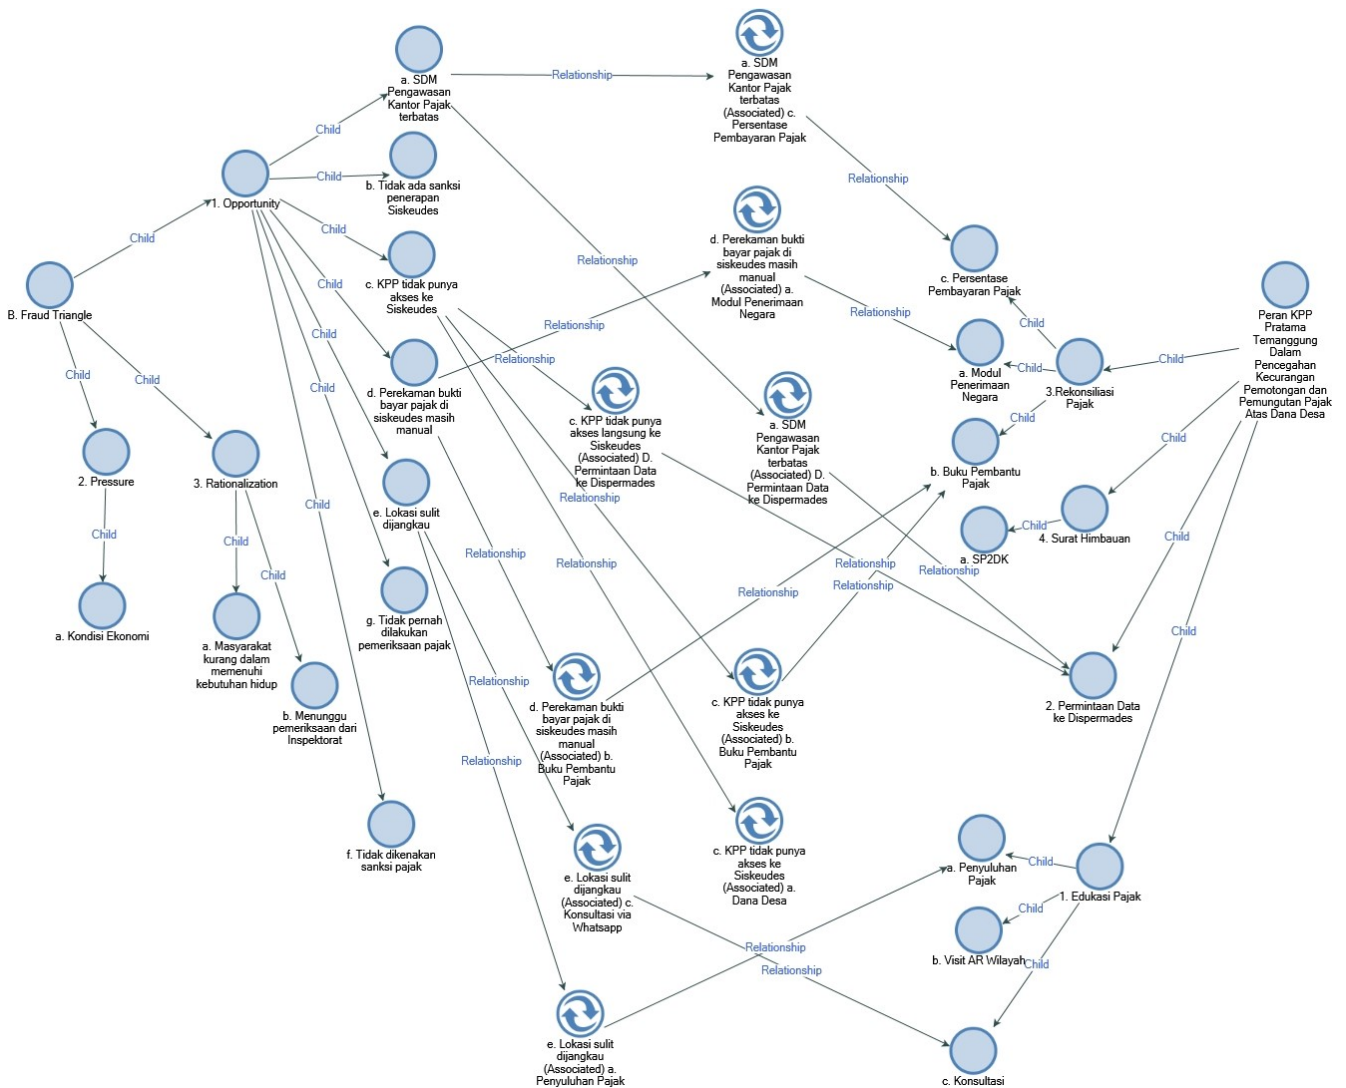 a. SDM
Pengawasan
Kantor Pajak
terbatas
Relationship
a. SDM
Pengawasan
Kantor Pajak
terbatas
(Associated) c.
Persentase
Pembayaran Pajak
Child
b. Tidak ada sanksi
penerapan
Siskeudes
Child
1. Opportunity
Child
Child
c. KPP tidak punya
akses ke
Siskeudes
Relationship
Relationship
d. Perekaman bukti
bayar pajak di
siskeudes masih
manual
(Associated) a.
Modul Penerimaan
Negara
c. Persentase
Pembayaran Pajak
B. Fraud Triangle
Child
Child
Child
Child
Relationship
Relationship
Relationship
Child
Child
a. Modul
Penerimaan
Negara
3.Rekonsiliasi
Pajak
Child
Peran KPP
Pratama
Temanggung
Dalam
Pencegahan
Kecurangan
Pemotongan dan
Pemungutan Pajak
Atas Dana Desa
Child
Child
d. Perekaman bukti
bayar pajak di
siskeudes masih
manual
c. KPP tidak punya
akses langsung ke
Siskeudes
(Associated) D.
Permintaan Data
ke Dispermades
a. SDM
Pengawasan
Kantor Pajak
terbatas
(Associated) D.
Permintaan Data
ke Dispermades
Child
b. Buku Pembantu
Pajak
Child
2. Pressure
3. Rationalization
Child
Relationship
e. Lokasi sulit
dijangkau
Child
Child
Child
Relationship
Relationship
Relationship
Relationship
Relationship
Relationship
Child
a. SP2DK
4. Surat Himbauan
Child
a. Kondisi Ekonomi
a. Masyarakat
kurang dalam
memenuhi
kebutuhan hidup
g. Tidak pernah
dilakukan
pemeriksaan pajak
Child
b. Menunggu
pemeriksaan dari
Inspektorat
Relationship
d. Perekaman bukti
bayar pajak di
siskeudes masih
manual
(Associated) b.
Buku Pembantu
Pajak
c. KPP tidak punya
akses ke
Siskeudes
(Associated) b.
Buku Pembantu
Pajak
2. Permintaan Data
ke Dispermades
Relationship
f. Tidak dikenakan
sanksi pajak
e. Lokasi sulit
dijangkau
(Associated) c.
Konsultasi via
Whatsapp
c. KPP tidak punya
akses ke
Siskeudes
(Associated) a.
Dana Desa
a. Penyuluhan
Pajak
Child
1. Edukasi Pajak
Child
b. Visit AR Wilayah
Child
Relationship
Relationship
e. Lokasi sulit
dijangkau
(Associated) a.
Penyuluhan Pajak
c. Konsultasi